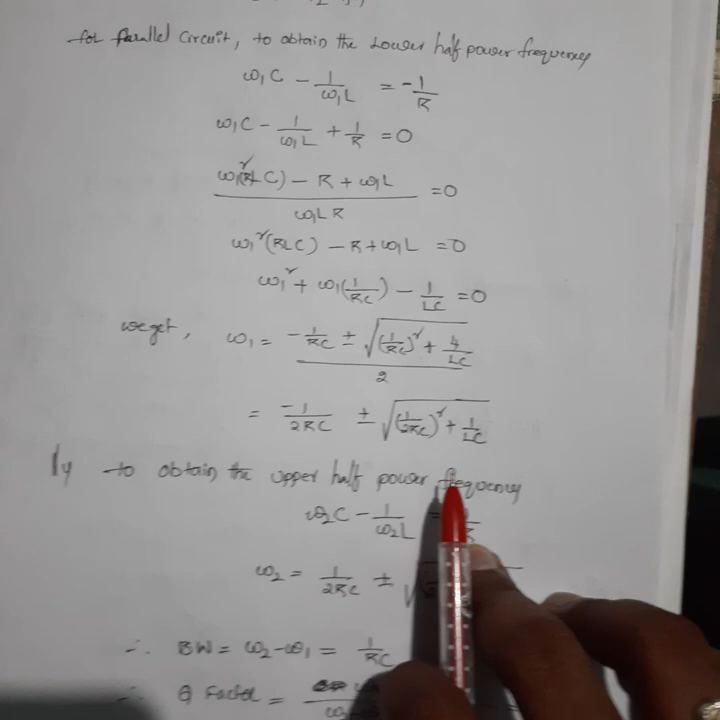 for parallel circuit, to obtain the Lower half power frequency
ω₁C − 1/ω₁L = −1/R
ω₁C − 1/ω₁L + 1/R = 0
(ω₁²(RLC) − R + ω₁L)/(ω₁LR) = 0
ω₁²(RLC) − R + ω₁L = 0
ω₁² + ω₁(1/RC) − 1/LC = 0
we get, ω₁ = (−1/RC ± √((1/RC)² + 4/LC))/2
= −1/2RC ± √((1/2RC)² + 1/LC)
lly to obtain the upper half power frequency
ω₂C − 1/ω₂L =
ω₂ = 1/2RC ± √
∴ BW = ω₂ − ω₁ = 1/RC
∴ Q Factor =